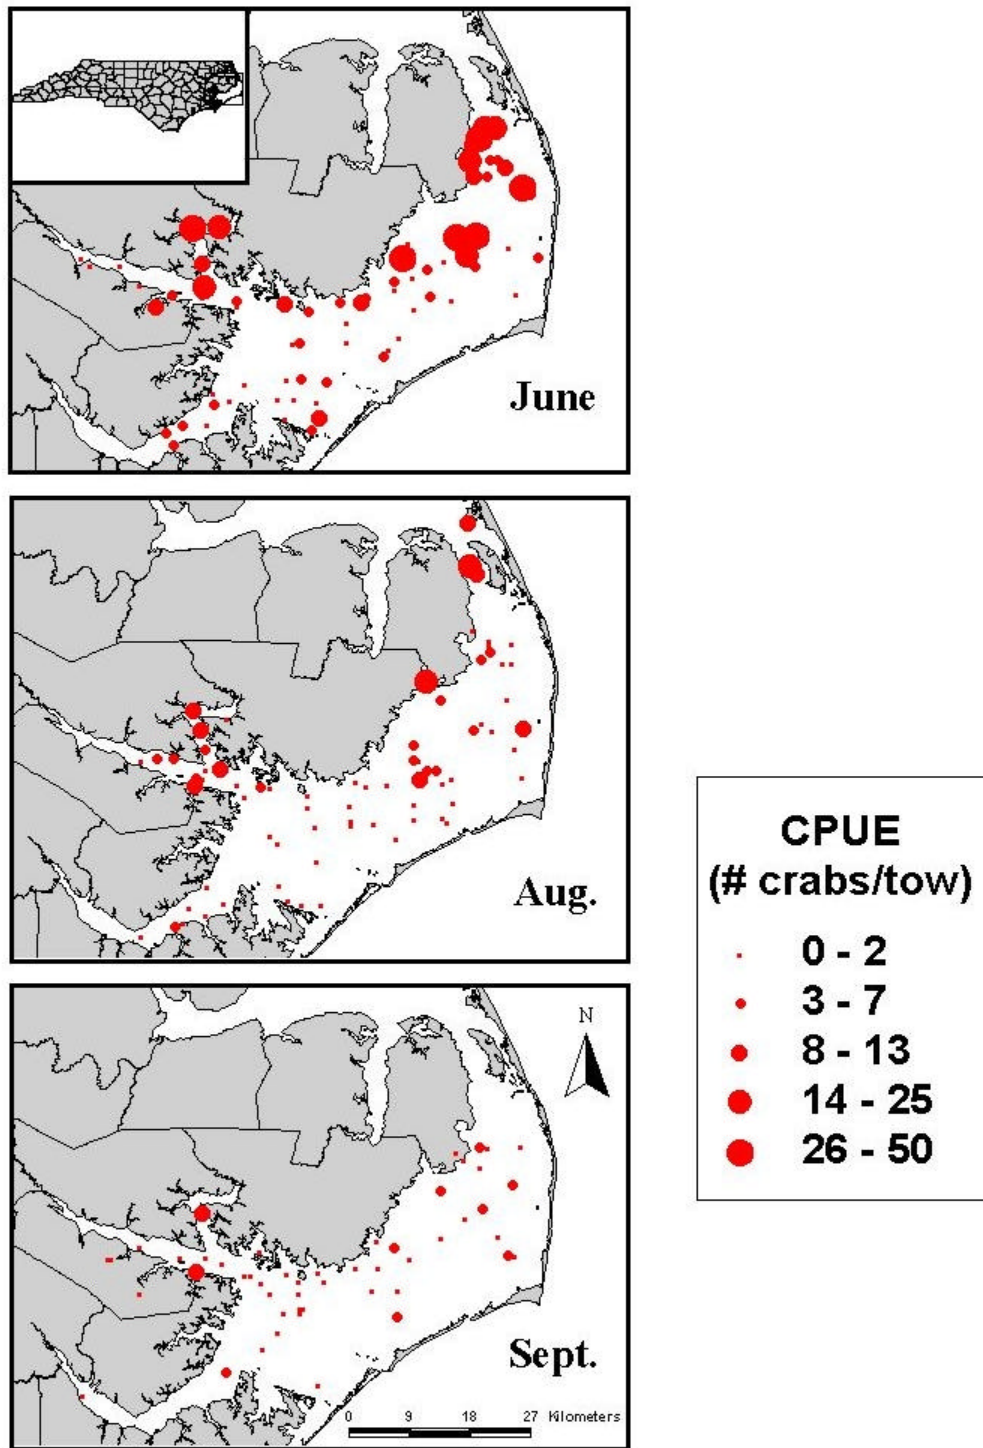 June
Aug.
CPUE
(# crabs/tow)
0 - 2
3 - 7
8 - 13
14 - 25
26 - 50
N
Sept.
0 9 18 27 Kilometers